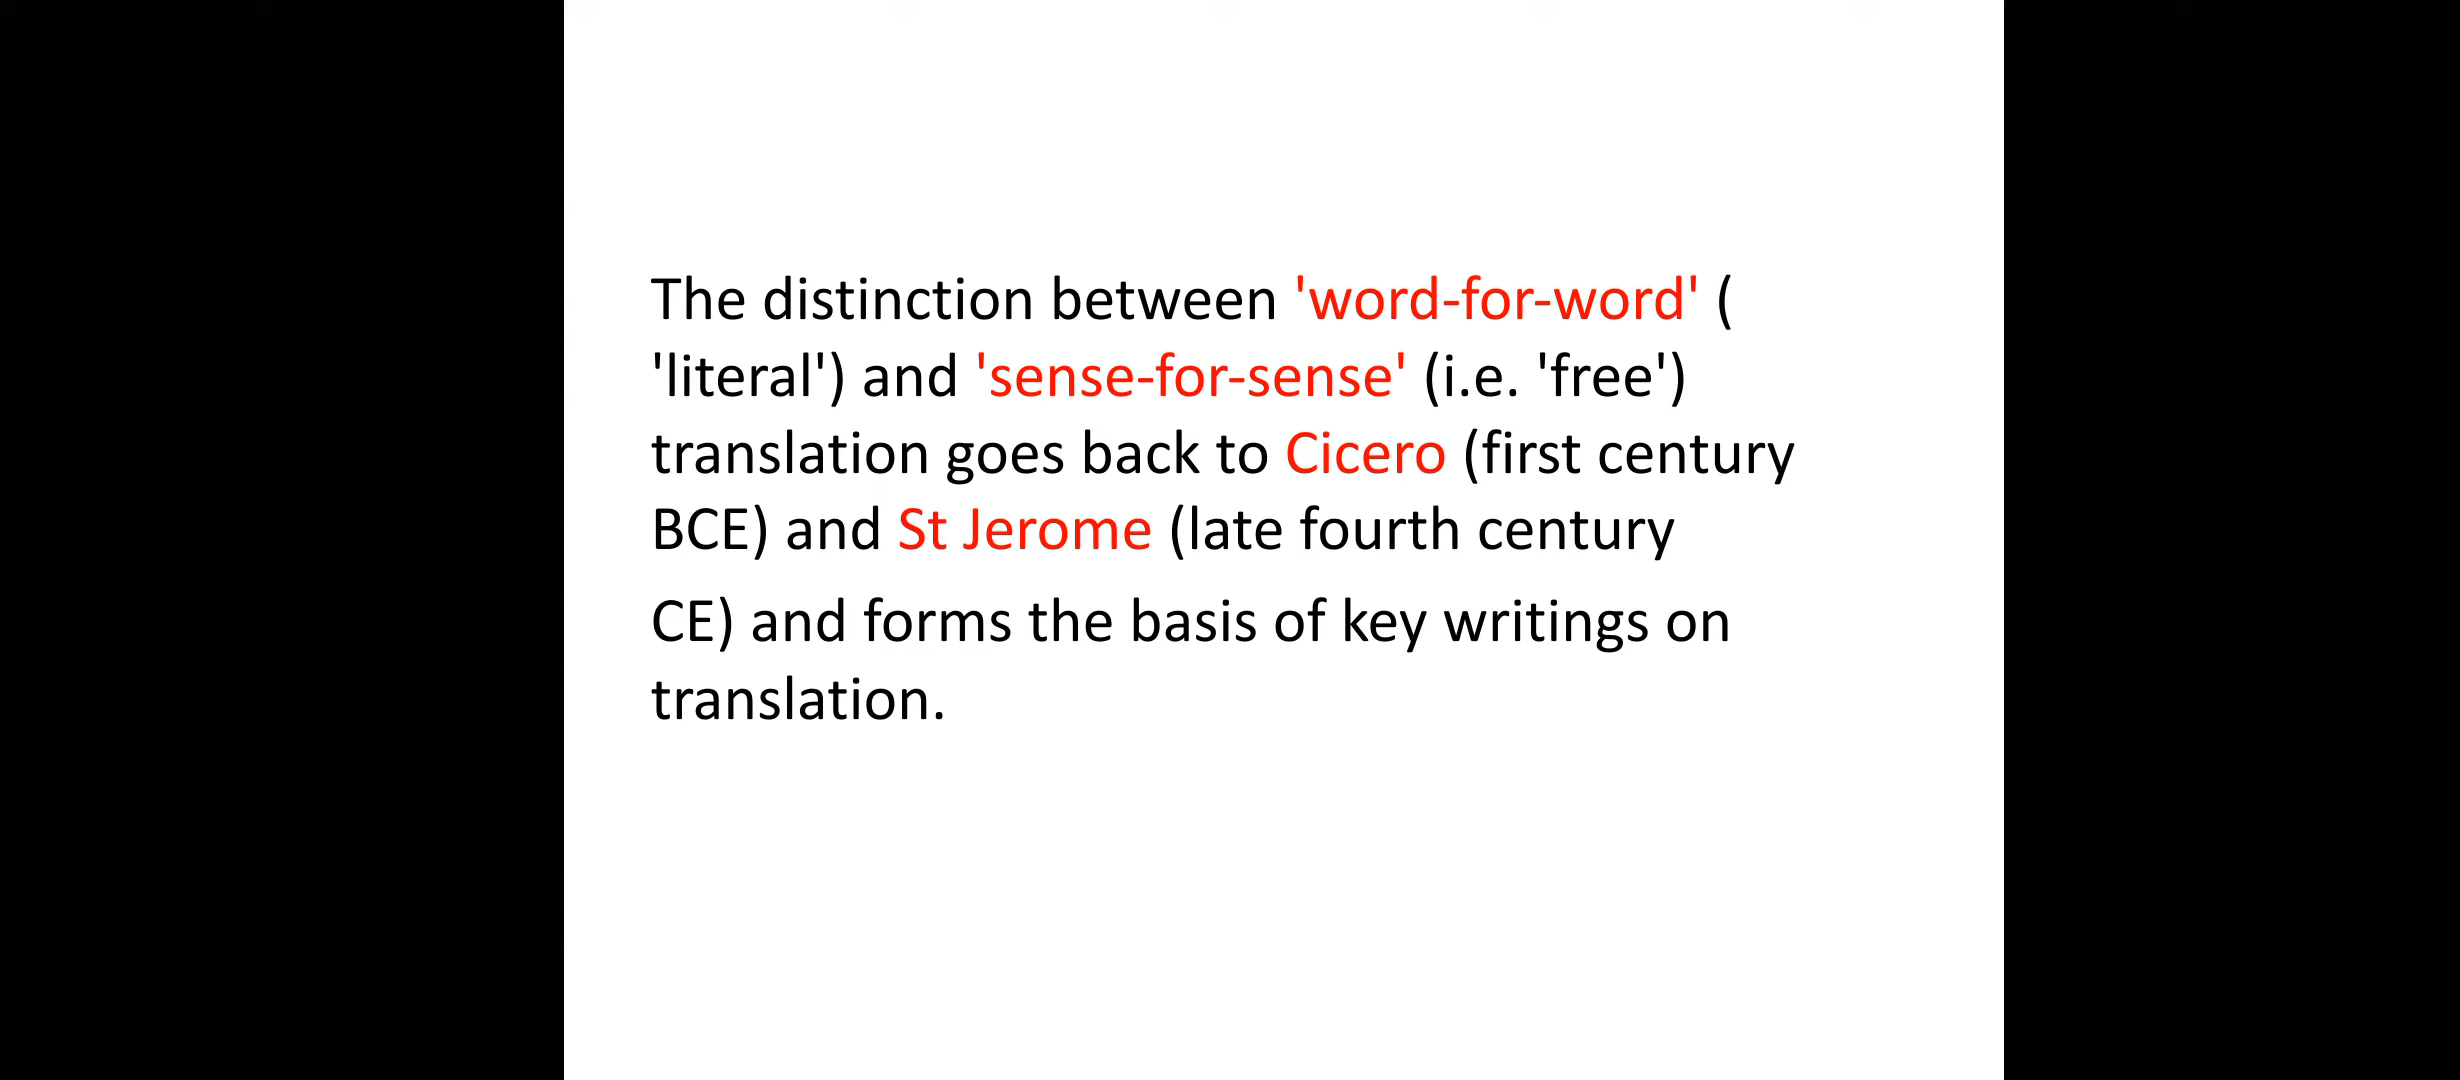 The distinction between 'word-for-word' (
'literal') and 'sense-for-sense' (i.e. 'free')
translation goes back to Cicero (first century
BCE) and St Jerome (late fourth century
CE) and forms the basis of key writings on
translation.